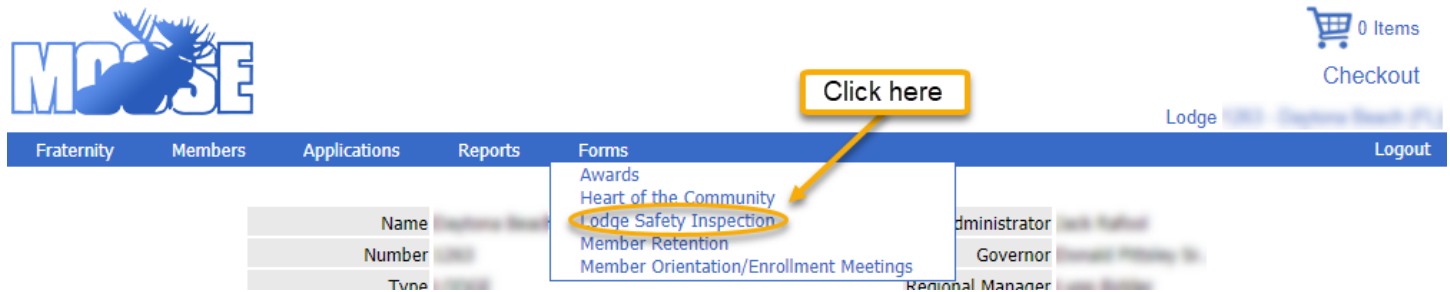 MOOSE
0 Items
Checkout
Click here
Lodge
Fraternity Members Applications Reports Forms Logout
Awards
Heart of the Community
Lodge Safety Inspection
Member Retention
Member Orientation/Enrollment Meetings
Name
Number
Type
dministrator
Governor
Regional Manager